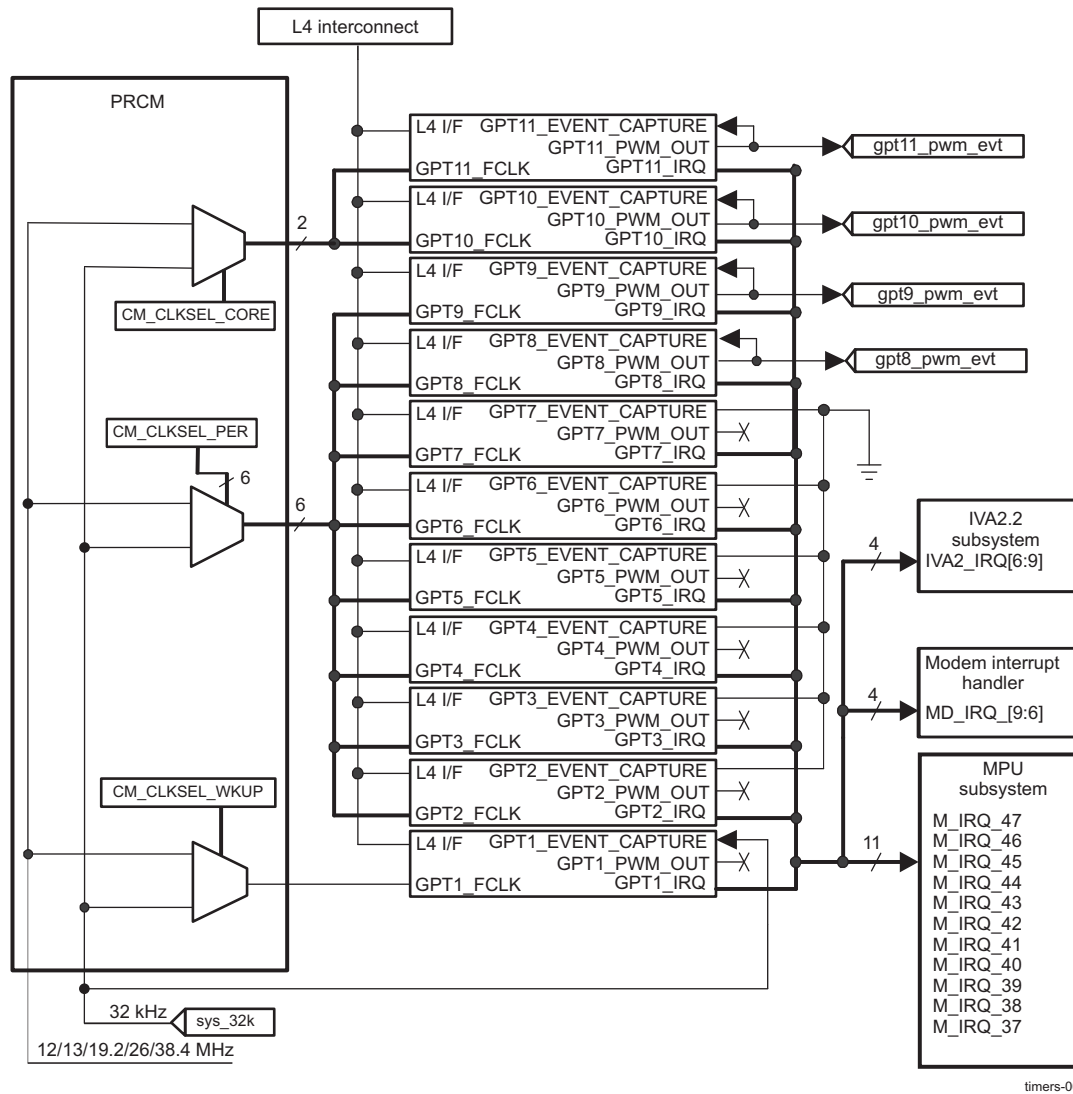 L4 interconnect
PRCM
L4 I/F GPT11_EVENT_CAPTURE
GPT11_PWM_OUT
GPT11_FCLK GPT11_IRQ
gpt11_pwm_evt
L4 I/F GPT10_EVENT_CAPTURE
GPT10_PWM_OUT
GPT10_FCLK GPT10_IRQ
gpt10_pwm_evt
2
CM_CLKSEL_CORE
L4 I/F GPT9_EVENT_CAPTURE
GPT9_PWM_OUT
GPT9_FCLK GPT9_IRQ
gpt9_pwm_evt
L4 I/F GPT8_EVENT_CAPTURE
GPT8_PWM_OUT
GPT8_FCLK GPT8_IRQ
gpt8_pwm_evt
L4 I/F GPT7_EVENT_CAPTURE
GPT7_PWM_OUT
GPT7_FCLK GPT7_IRQ
CM_CLKSEL_PER
6
6
L4 I/F GPT6_EVENT_CAPTURE
GPT6_PWM_OUT
GPT6_FCLK GPT6_IRQ
L4 I/F GPT5_EVENT_CAPTURE
GPT5_PWM_OUT
GPT5_FCLK GPT5_IRQ
L4 I/F GPT4_EVENT_CAPTURE
GPT4_PWM_OUT
GPT4_FCLK GPT4_IRQ
L4 I/F GPT3_EVENT_CAPTURE
GPT3_PWM_OUT
GPT3_FCLK GPT3_IRQ
L4 I/F GPT2_EVENT_CAPTURE
GPT2_PWM_OUT
GPT2_FCLK GPT2_IRQ
CM_CLKSEL_WKUP
L4 I/F GPT1_EVENT_CAPTURE
GPT1_PWM_OUT
GPT1_FCLK GPT1_IRQ
4
IVA2.2
subsystem
IVA2_IRQ[6:9]
4
Modem interrupt
handler
MD_IRQ_[9:6]
11
MPU
subsystem
M_IRQ_47
M_IRQ_46
M_IRQ_45
M_IRQ_44
M_IRQ_43
M_IRQ_42
M_IRQ_41
M_IRQ_40
M_IRQ_39
M_IRQ_38
M_IRQ_37
32 kHz
sys_32k
12/13/19.2/26/38.4 MHz